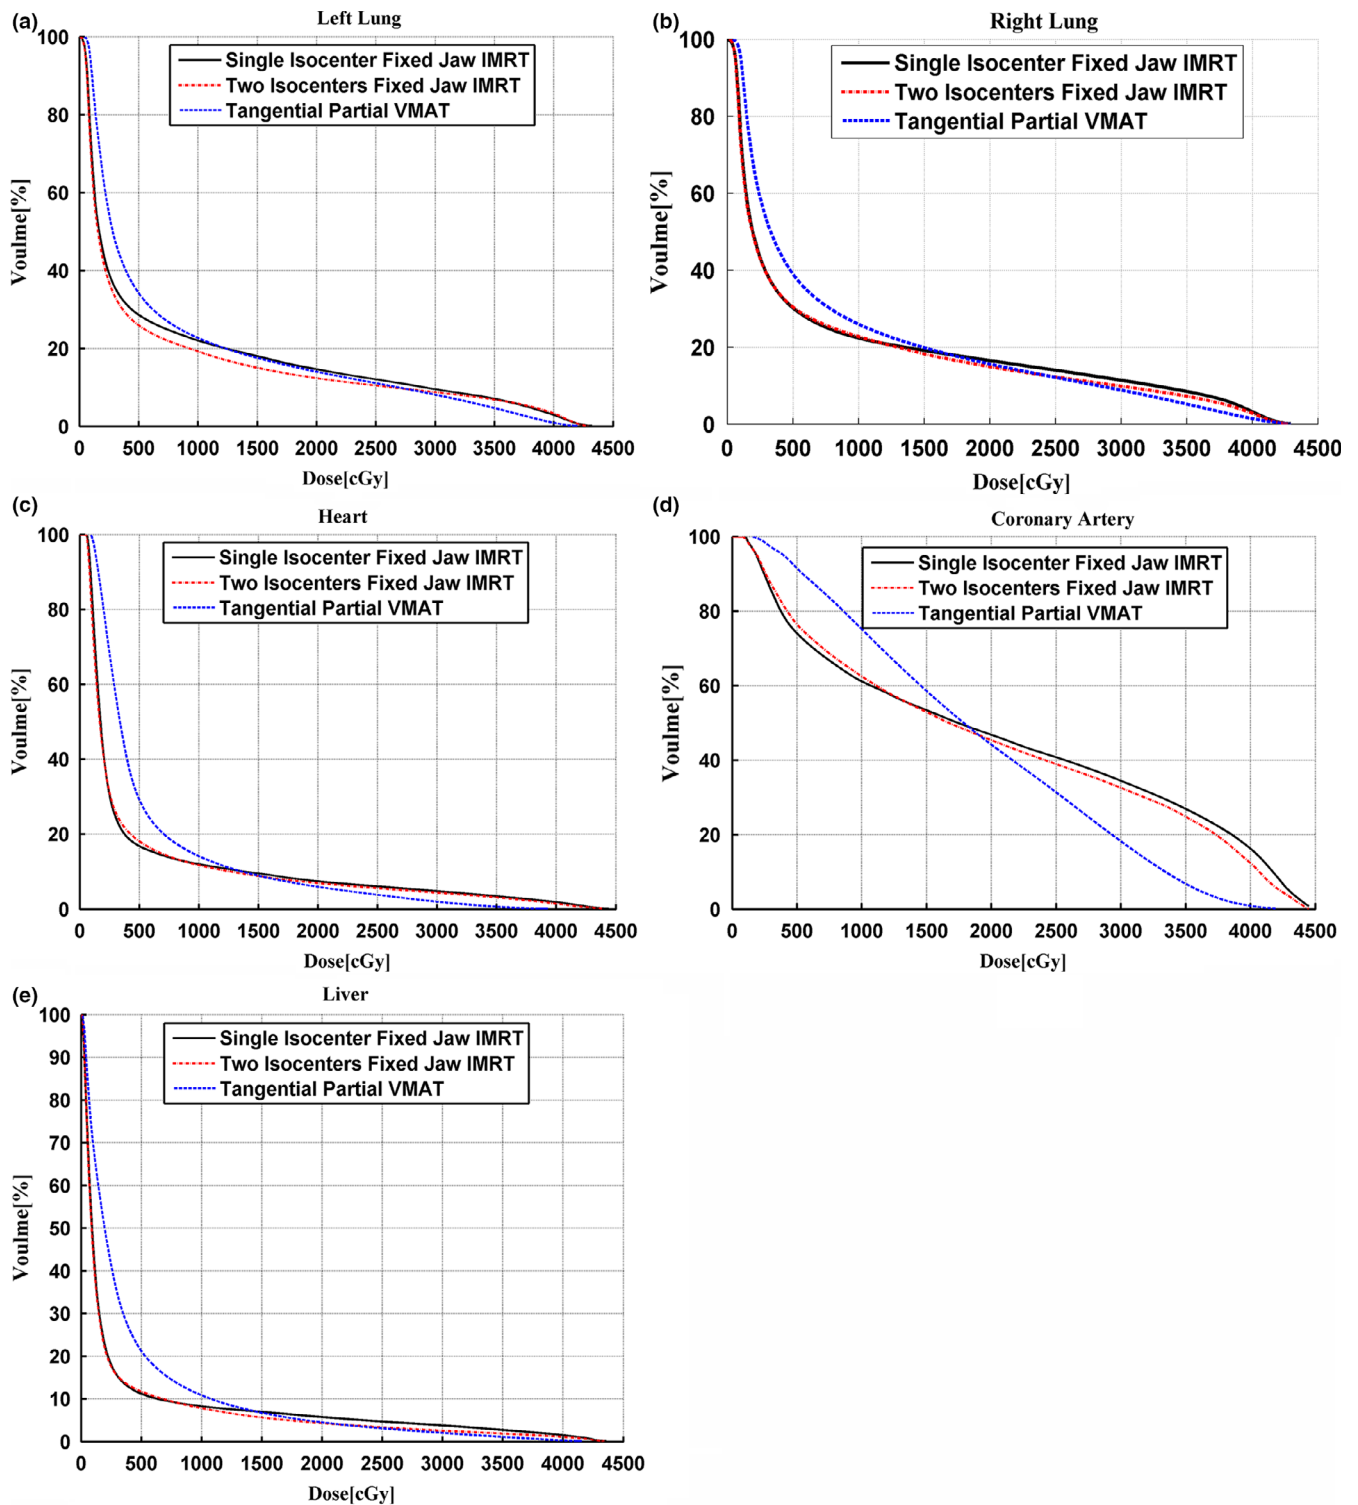 (a)
Left Lung
Single Isocenter Fixed Jaw IMRT
Two Isocenters Fixed Jaw IMRT
Tangential Partial VMAT
Voulme[%]
100
80
60
40
20
0
0 500 1000 1500 2000 2500 3000 3500 4000 4500
Dose[cGy]
(b)
Right Lung
Single Isocenter Fixed Jaw IMRT
Two Isocenters Fixed Jaw IMRT
Tangential Partial VMAT
Voulme[%]
100
80
60
40
20
0
0 500 1000 1500 2000 2500 3000 3500 4000 4500
Dose[cGy]
(c)
Heart
Single Isocenter Fixed Jaw IMRT
Two Isocenters Fixed Jaw IMRT
Tangential Partial VMAT
Voulme[%]
100
80
60
40
20
0
0 500 1000 1500 2000 2500 3000 3500 4000 4500
Dose[cGy]
(d)
Coronary Artery
Single Isocenter Fixed Jaw IMRT
Two Isocenters Fixed Jaw IMRT
Tangential Partial VMAT
Voulme[%]
100
80
60
40
20
0
0 500 1000 1500 2000 2500 3000 3500 4000 4500
Dose[cGy]
(e)
Liver
Single Isocenter Fixed Jaw IMRT
Two Isocenters Fixed Jaw IMRT
Tangential Partial VMAT
Voulme[%]
100
90
80
70
60
50
40
30
20
10
0
0 500 1000 1500 2000 2500 3000 3500 4000 4500
Dose[cGy]